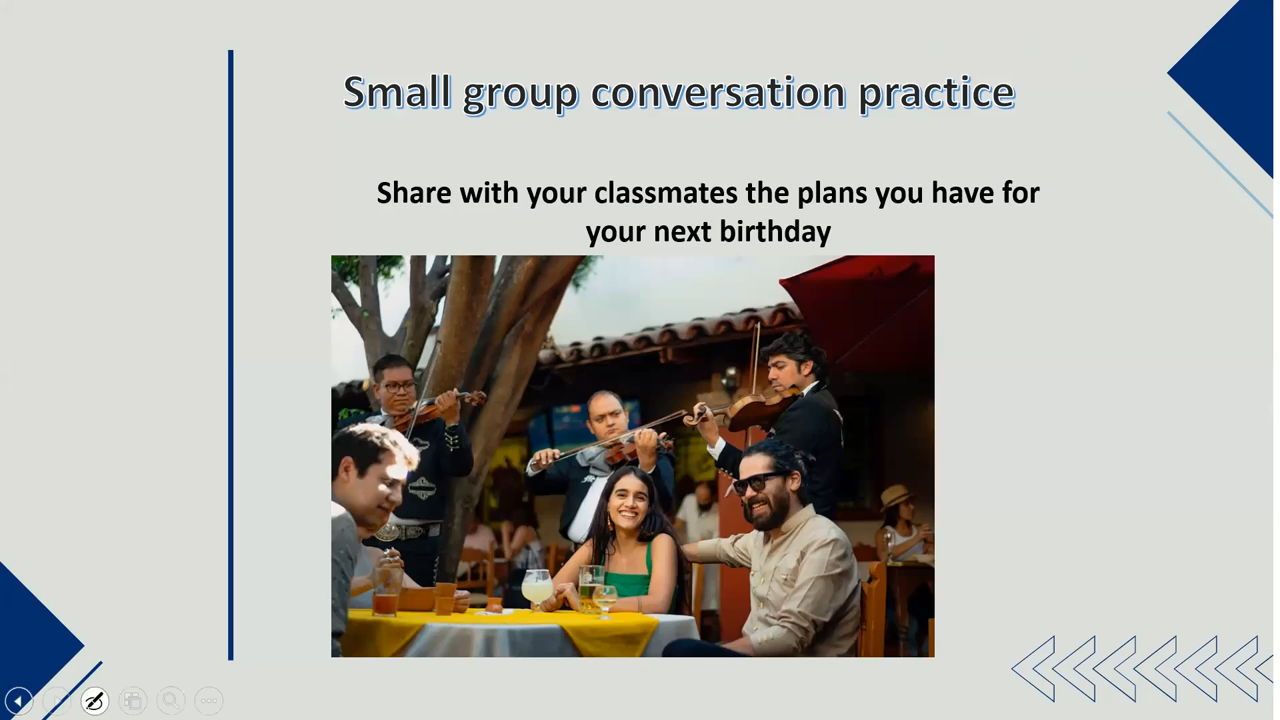 Small group conversation practice
Share with your classmates the plans you have for
your next birthday